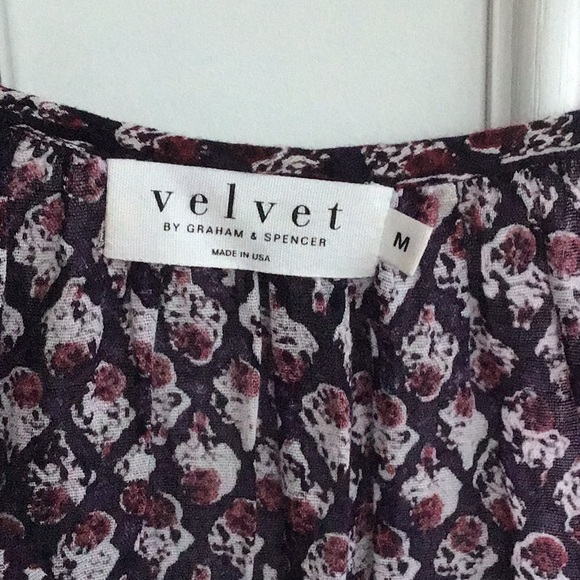 velvet
BY GRAHAM & SPENCER
MADE IN USA
M